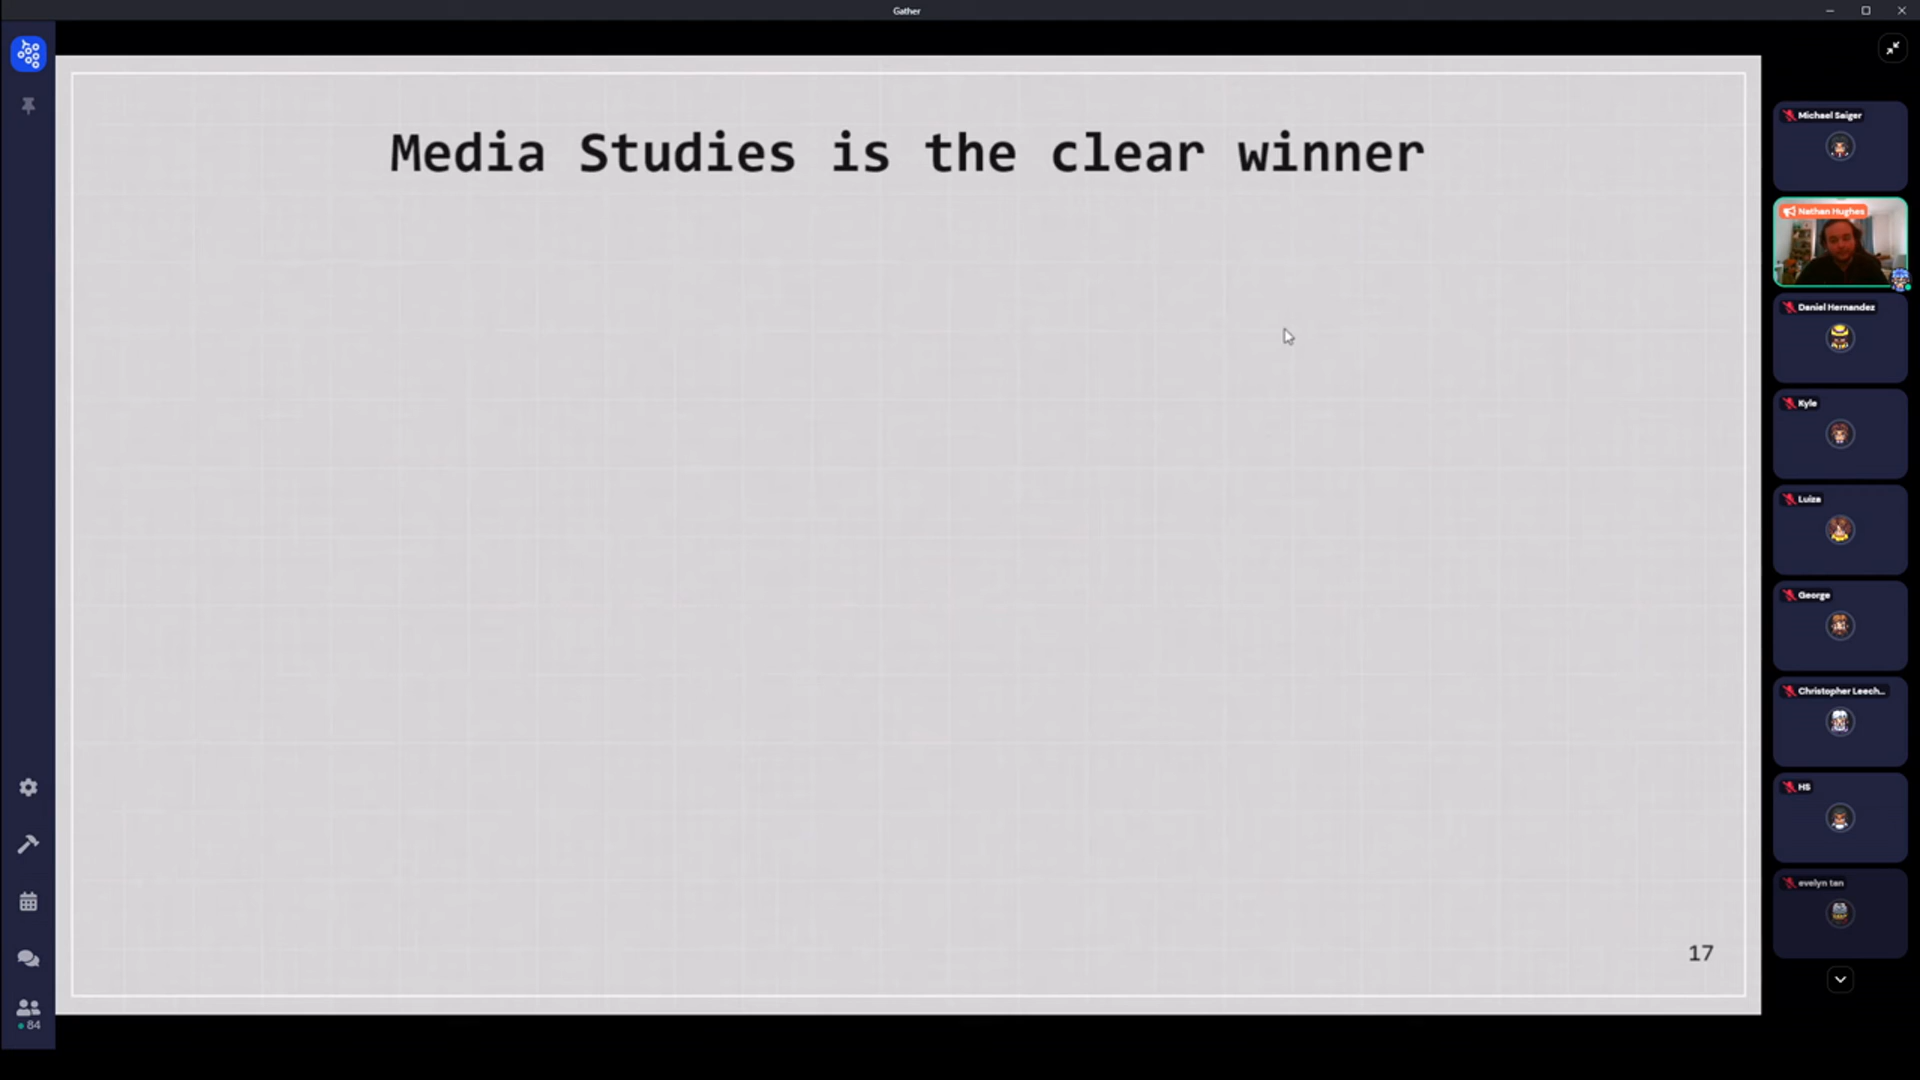 Gather
Media Studies is the clear winner
17
84
Michael Saiger
Nathan Hughes
Daniel Hernandez
Kyle
Luiza
George
Christopher Leech...
HS
evelyn tan